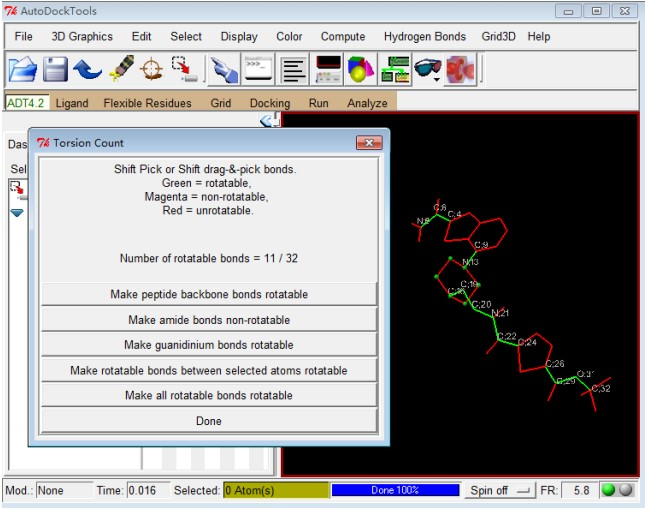 AutoDockTools
File 3D Graphics Edit Select Display Color Compute Hydrogen Bonds Grid3D Help
ADT4.2 Ligand Flexible Residues Grid Docking Run Analyze
Das
Sel
Torsion Count
Shift Pick or Shift drag-&-pick bonds.
Green = rotatable,
Magenta = non-rotatable,
Red = unrotatable.
Number of rotatable bonds = 11 / 32
Make peptide backbone bonds rotatable
Make amide bonds non-rotatable
Make guanidinium bonds rotatable
Make rotatable bonds between selected atoms rotatable
Make all rotatable bonds rotatable
Done
C:6
C:4
C:9
N:13
C:20
N:21
C:22
C:24
C:26
C:29
C:32
Mod.: None Time: 0.016 Selected: 0 Atom(s) Done 100% Spin off FR: 5.8